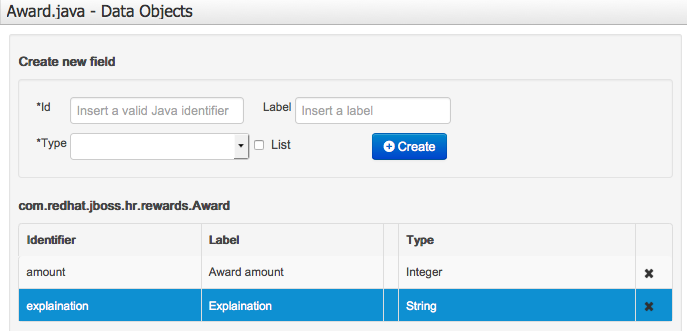 Award.java - Data Objects
Create new field
*Id Insert a valid Java identifier Label Insert a label
*Type List Create
com.redhat.jboss.hr.rewards.Award
Identifier Label Type
amount Award amount Integer
explaination Explaination String